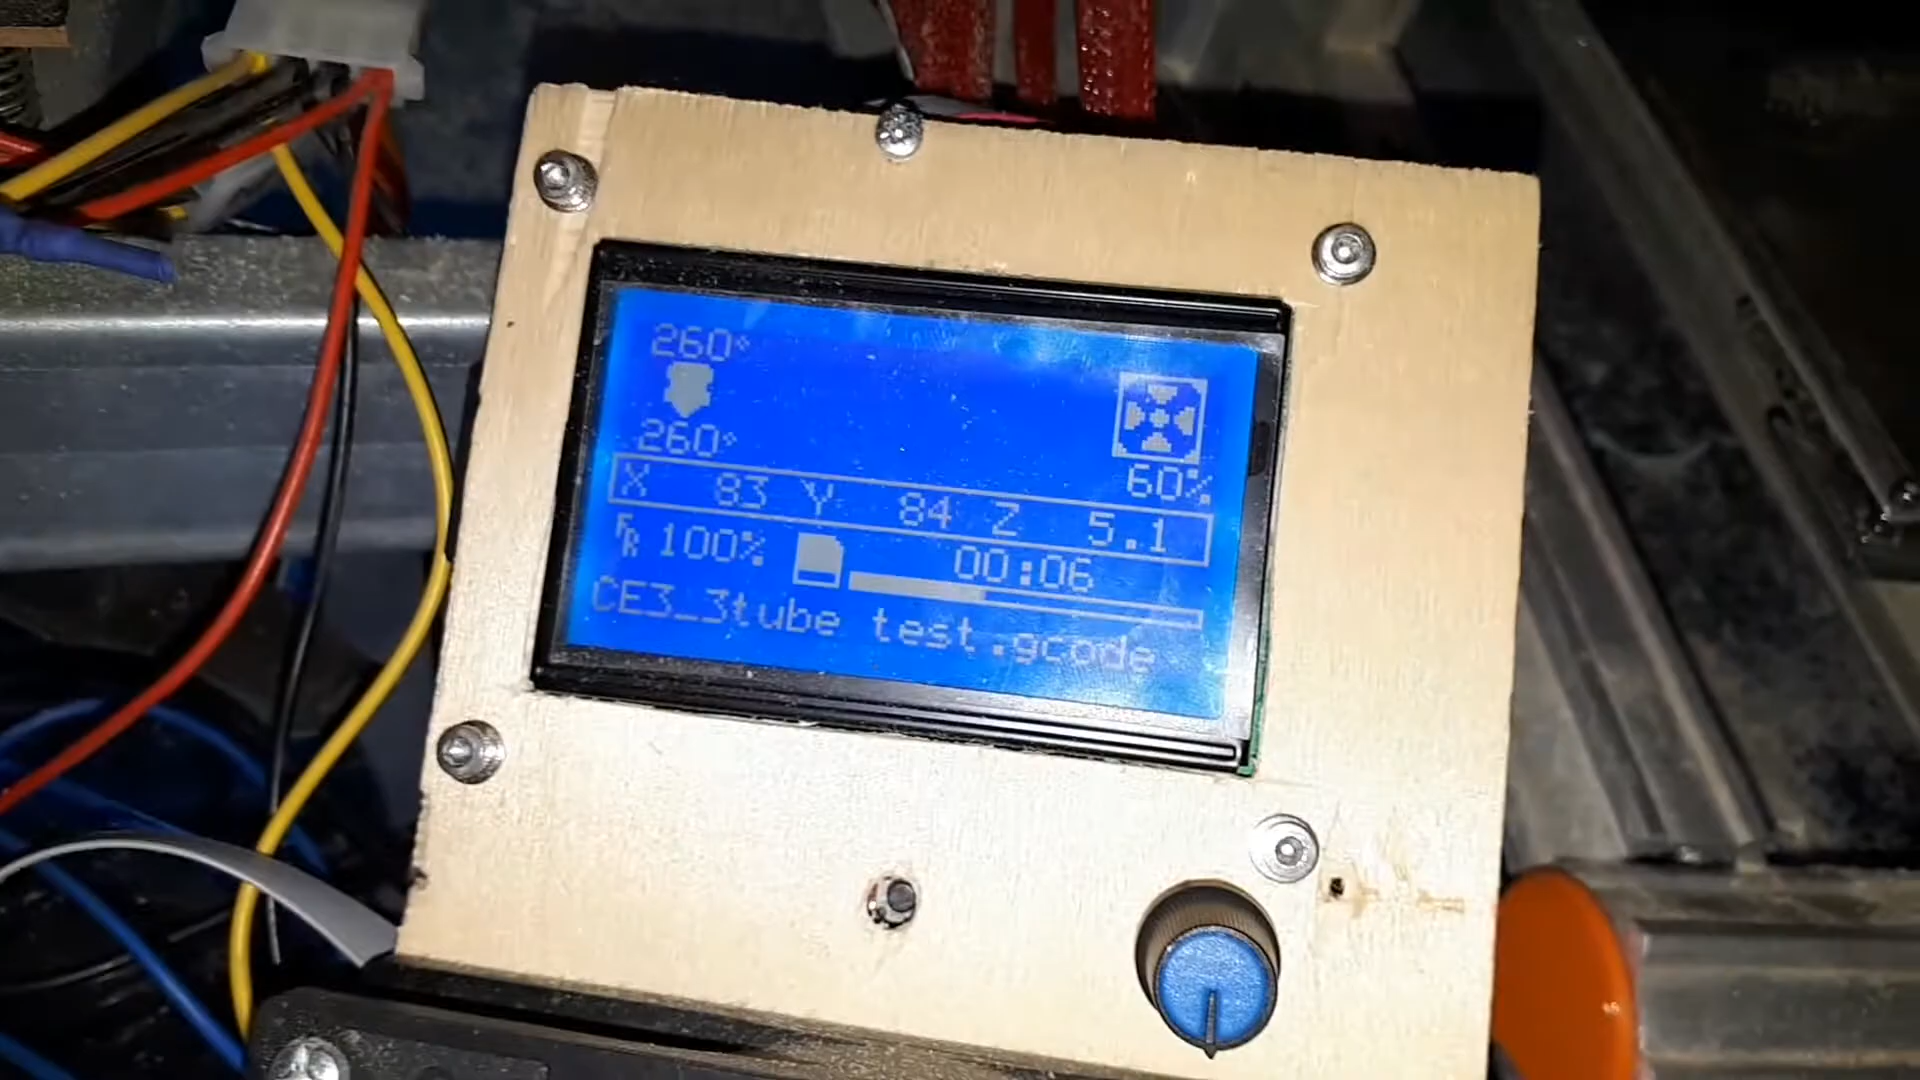 260°
260°
60%
X 83 Y 84 Z 5.1
FR 100% 00:06
CE3_3tube test.gcode